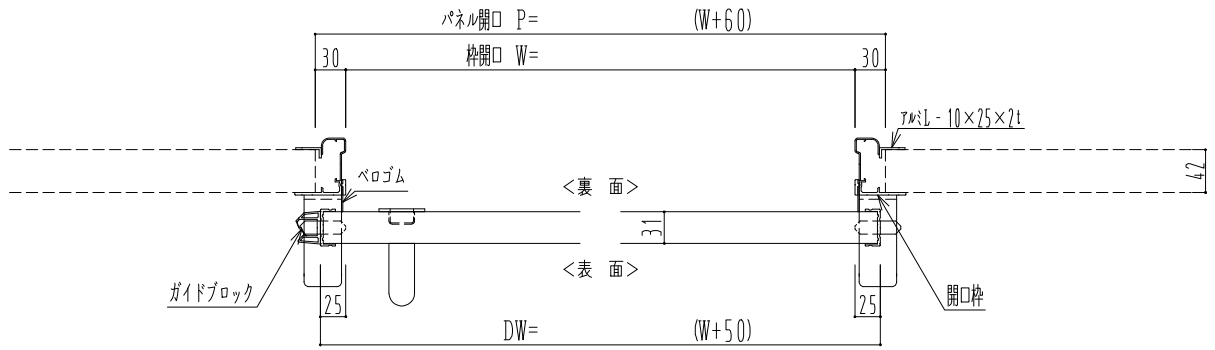 パネル開口 P= (W+60)
30 枠開口 W= 30
アルミL - 10×25×2t
42
ベロゴム
<裏 面>
31
<表 面>
ガイドブロック
開口枠
25 25
DW= (W+50)